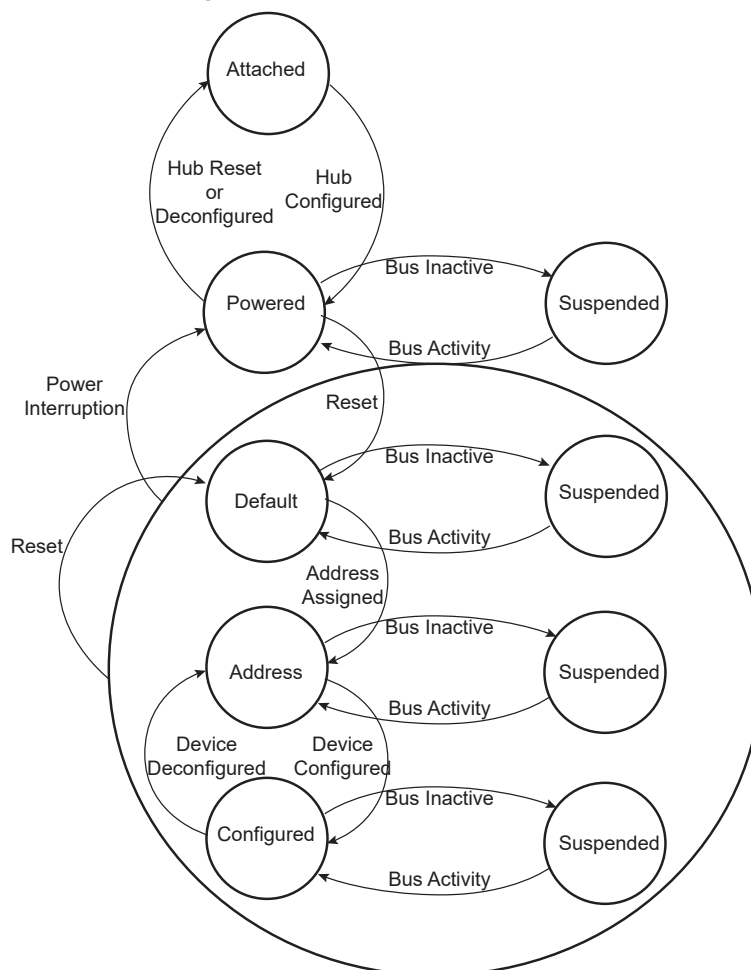 Attached
Hub Reset
or
Deconfigured
Hub
Configured
Bus Inactive
Powered
Suspended
Bus Activity
Power
Interruption
Reset
Bus Inactive
Default
Suspended
Bus Activity
Reset
Address
Assigned
Bus Inactive
Address
Suspended
Bus Activity
Device
Deconfigured
Device
Configured
Bus Inactive
Configured
Suspended
Bus Activity